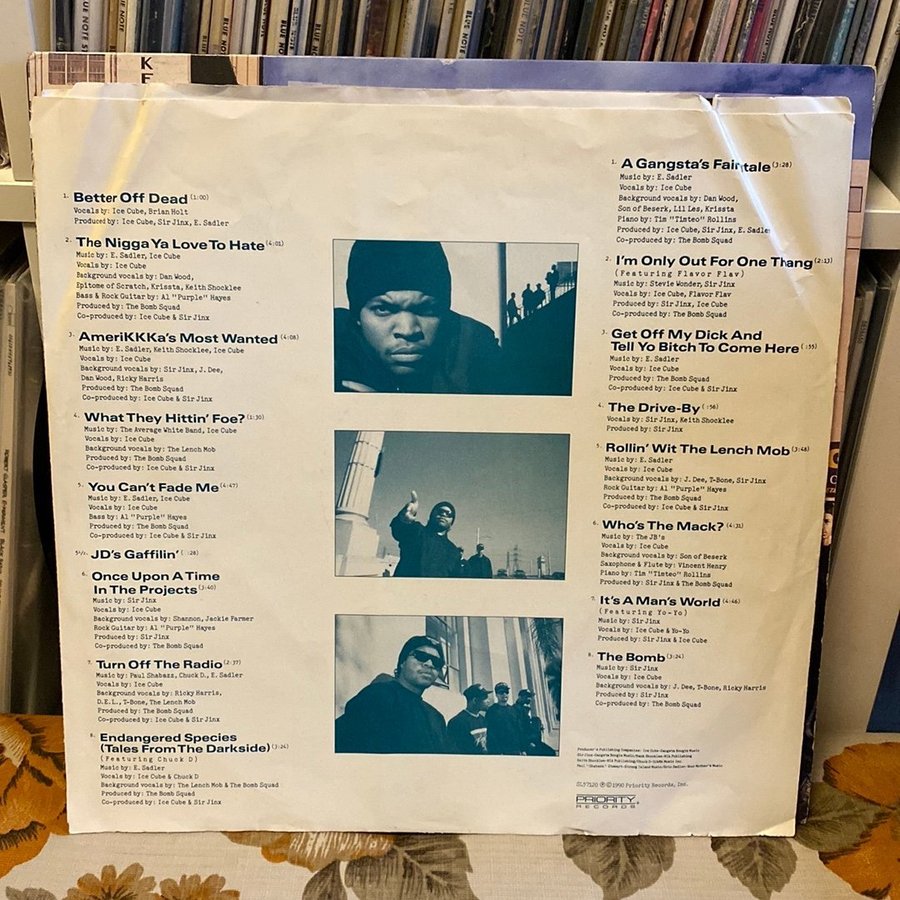 BLUE NOTE
BLUE NOTE
BLUE NOTE
K
1. Better Off Dead (1:00)
Vocals by: Ice Cube, Brian Holt
Produced by: Ice Cube, Sir Jinx, E. Sadler
2. The Nigga Ya Love To Hate (4:01)
Music by: E. Sadler, Ice Cube
Vocals by: Ice Cube
Background vocals by: Dan Wood,
Epitome of Scratch, Krissta, Keith Shocklee
Bass & Rock Guitar by: Al "Purple" Hayes
Produced by: The Bomb Squad
Co-produced by: Ice Cube & Sir Jinx
3. AmeriKKKa's Most Wanted (4:08)
Music by: E. Sadler, Keith Shocklee, Ice Cube
Vocals by: Ice Cube
Background vocals by: Sir Jinx, J. Dee,
Dan Wood, Ricky Harris
Produced by: The Bomb Squad
Co-produced by: Ice Cube & Sir Jinx
4. What They Hittin' Foe? (1:30)
Music by: The Average White Band, Ice Cube
Vocals by: Ice Cube
Background vocals by: The Lench Mob
Produced by: The Bomb Squad
Co-produced by: Ice Cube & Sir Jinx
5. You Can't Fade Me (4:47)
Music by: E. Sadler, Ice Cube
Vocals by: Ice Cube
Bass by: Al "Purple" Hayes
Produced by: The Bomb Squad
Co-produced by: Ice Cube & Sir Jinx
5½. JD's Gaffilin' (:28)
6. Once Upon A Time
In The Projects (3:40)
Music by: Sir Jinx
Vocals by: Ice Cube
Background vocals by: Shannon, Jackie Farmer
Rock Guitar by: Al "Purple" Hayes
Produced by: Sir Jinx
Co-produced by: The Bomb Squad
7. Turn Off The Radio (2:37)
Music by: Paul Shabazz, Chuck D., E. Sadler
Vocals by: Ice Cube
Background vocals by: Ricky Harris,
D.E.L., T-Bone, The Lench Mob
Produced by: The Bomb Squad
Co-produced by: Ice Cube & Sir Jinx
8. Endangered Species
(Tales From The Darkside) (3:24)
(Featuring Chuck D)
Music by: E. Sadler
Vocals by: Ice Cube & Chuck D
Background vocals by: The Lench Mob & The Bomb Squad
Produced by: The Bomb Squad
Co-produced by: Ice Cube & Sir Jinx
1. A Gangsta's Fairytale (3:28)
Music by: E. Sadler
Vocals by: Ice Cube
Background vocals by: Dan Wood,
Son of Beserk, Lil Les, Krissta
Piano by: Tim "Timteo" Rollins
Produced by: Ice Cube, Sir Jinx, E. Sadler
Co-produced by: The Bomb Squad
2. I'm Only Out For One Thang (2:13)
(Featuring Flavor Flav)
Music by: Stevie Wonder, Sir Jinx
Vocals by: Ice Cube, Flavor Flav
Produced by: Sir Jinx, Ice Cube
Co-produced by: The Bomb Squad
3. Get Off My Dick And
Tell Yo Bitch To Come Here (:55)
Music by: E. Sadler
Vocals by: Ice Cube
Produced by: The Bomb Squad
Co-produced by: Ice Cube & Sir Jinx
4. The Drive-By (:56)
Vocals by: Sir Jinx, Keith Shocklee
Produced by: Sir Jinx
5. Rollin' Wit The Lench Mob (3:48)
Music by: E. Sadler
Vocals by: Ice Cube
Background vocals by: J. Dee, T-Bone, Sir Jinx
Rock Guitar by: Al "Purple" Hayes
Produced by: The Bomb Squad
Co-produced by: Ice Cube & Sir Jinx
6. Who's The Mack? (4:31)
Music by: The JB's
Vocals by: Ice Cube
Background vocals by: Son of Beserk
Saxophone & Flute by: Vincent Henry
Piano by: Tim "Timteo" Rollins
Produced by: Sir Jinx & The Bomb Squad
7. It's A Man's World (4:46)
(Featuring Yo-Yo)
Music by: Sir Jinx
Vocals by: Ice Cube & Yo-Yo
Produced by: Sir Jinx & Ice Cube
8. The Bomb (3:24)
Music by: Sir Jinx
Vocals by: Ice Cube
Background vocals by: J. Dee, T-Bone, Ricky Harris
Produced by: Sir Jinx
Co-produced by: The Bomb Squad
Producer's Publishing Companies: Ice Cube-Gangsta Boogie Music
SL57120 ℗ © 1990 Priority Records, Inc.
PRIORITY
RECORDS